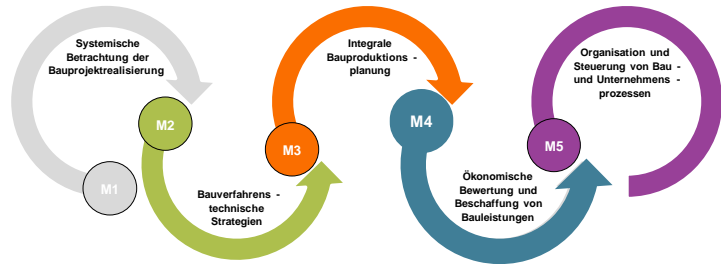 Systemische
Betrachtung der
Bauprojektrealisierung
M1
M2
Bauverfahrens -
technische
Strategien
Integrale
Bauproduktions -
planung
M3
M4
Ökonomische
Bewertung und
Beschaffung von
Bauleistungen
Organisation und
Steuerung von Bau -
und Unternehmens -
prozessen
M5